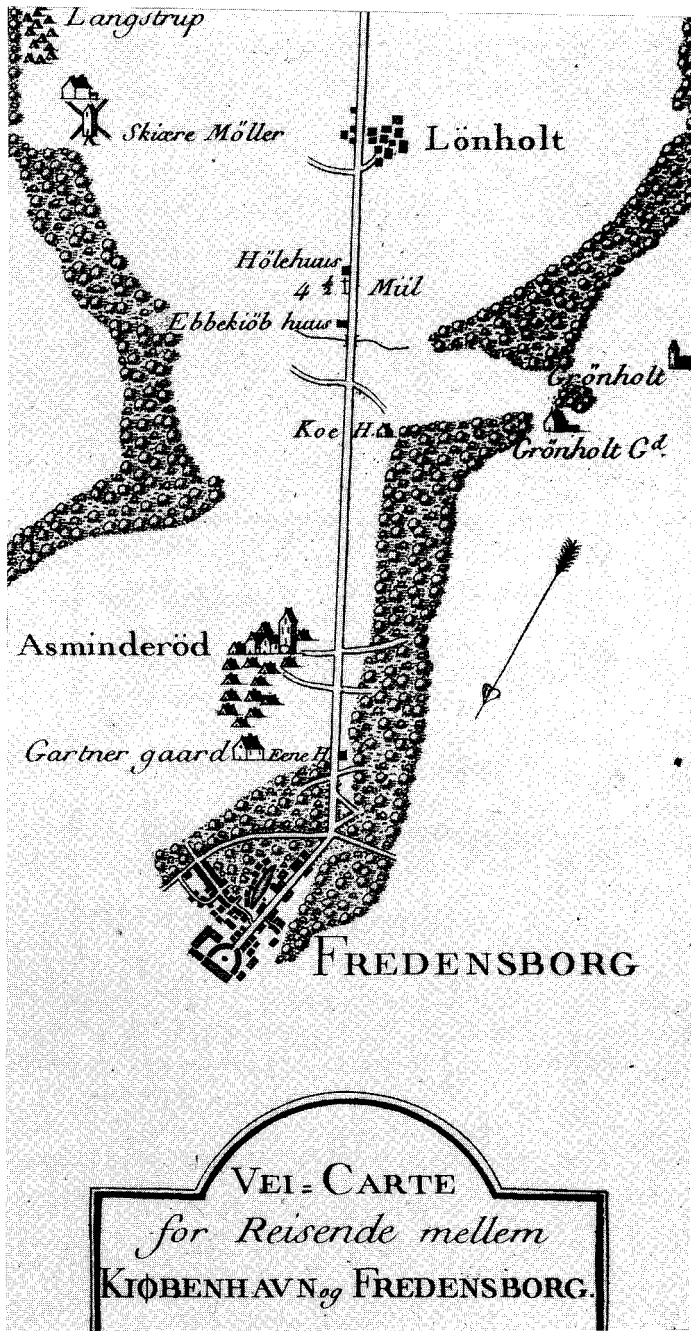 Langstrup
Skiære Möller
Lönholt
Hölehuus
4 ½ Miil
Ebbekiöb huus
Grönholt
Koe H.
Grönholt Gd.
Asminderöd
Gartner gaard
Eene H
FREDENSBORG
VEI = CARTE
for Reisende mellem
KIØBENHAVN og FREDENSBORG.